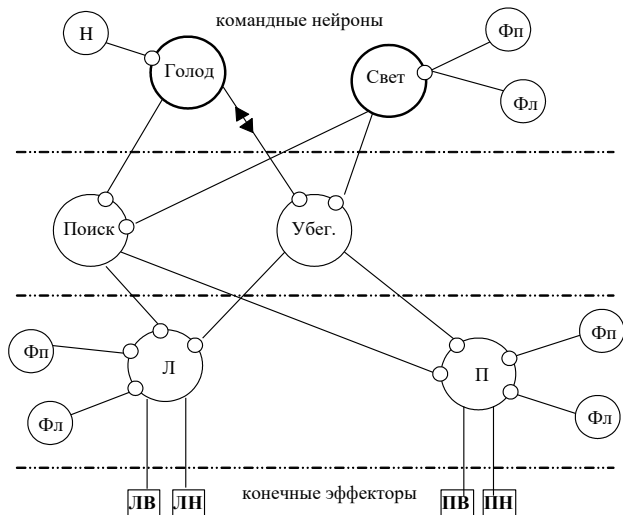 командные нейроны
Н
Голод
Свет
Фп
Фл
Поиск
Убег.
Фп
Фл
Л
П
Фп
Фл
ЛВ ЛН
конечные эффекторы
ПВ ПН